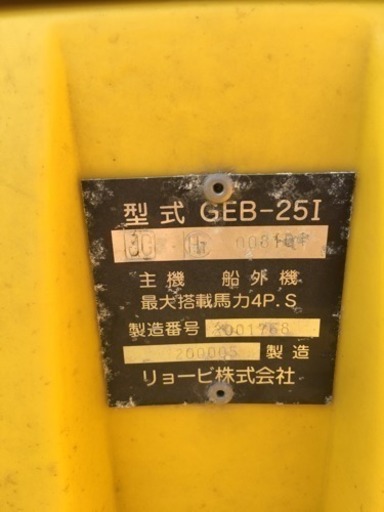 型式 GEB-25I
主機 船外機
最大搭載馬力4P.S
製造番号
200005 製造
リョービ株式会社